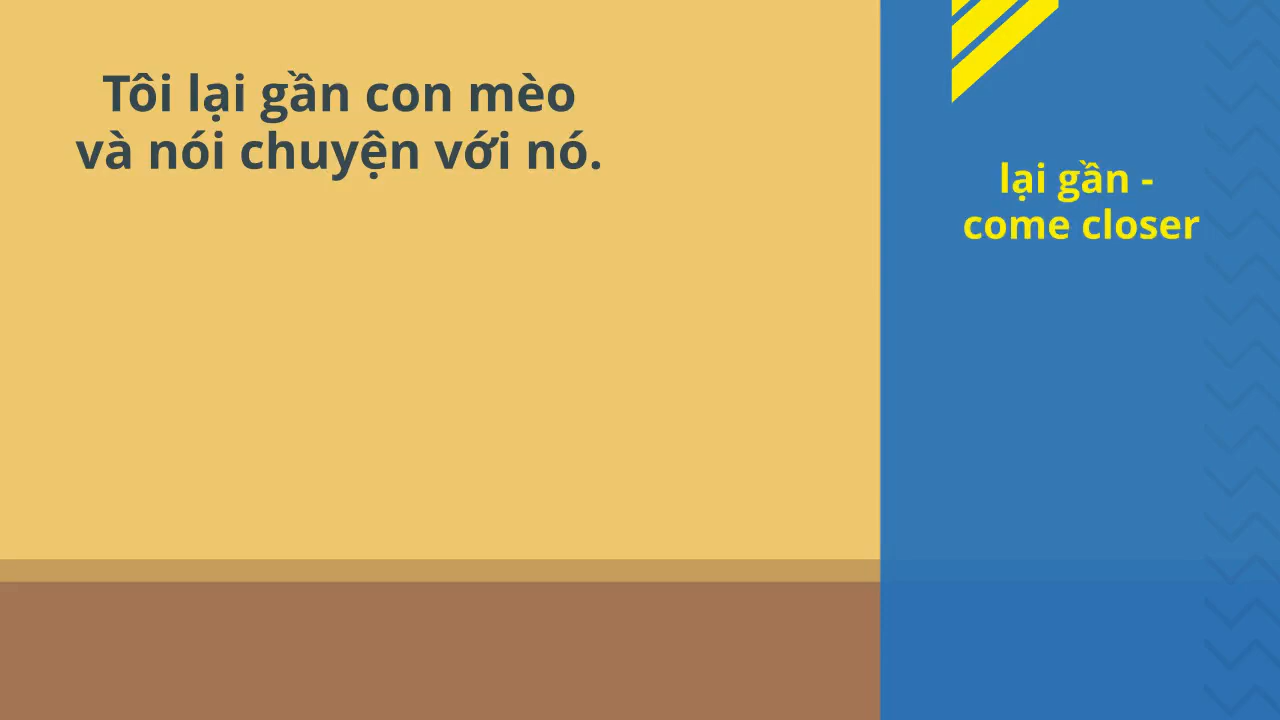 Tôi lại gần con mèo
và nói chuyện với nó.
lại gần -
come closer